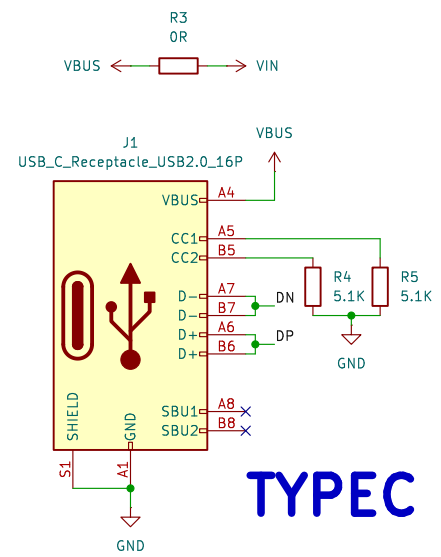 R3
0R
VBUS
VIN
VBUS
J1
USB_C_Receptacle_USB2.0_16P
VBUS A4
CC1 A5
CC2 B5
D- A7
D- B7
D+ A6
D+ B6
DN
DP
R4
5.1K
R5
5.1K
GND
SBU1 A8
SBU2 B8
SHIELD
GND
S1
A1
TYPEC
GND